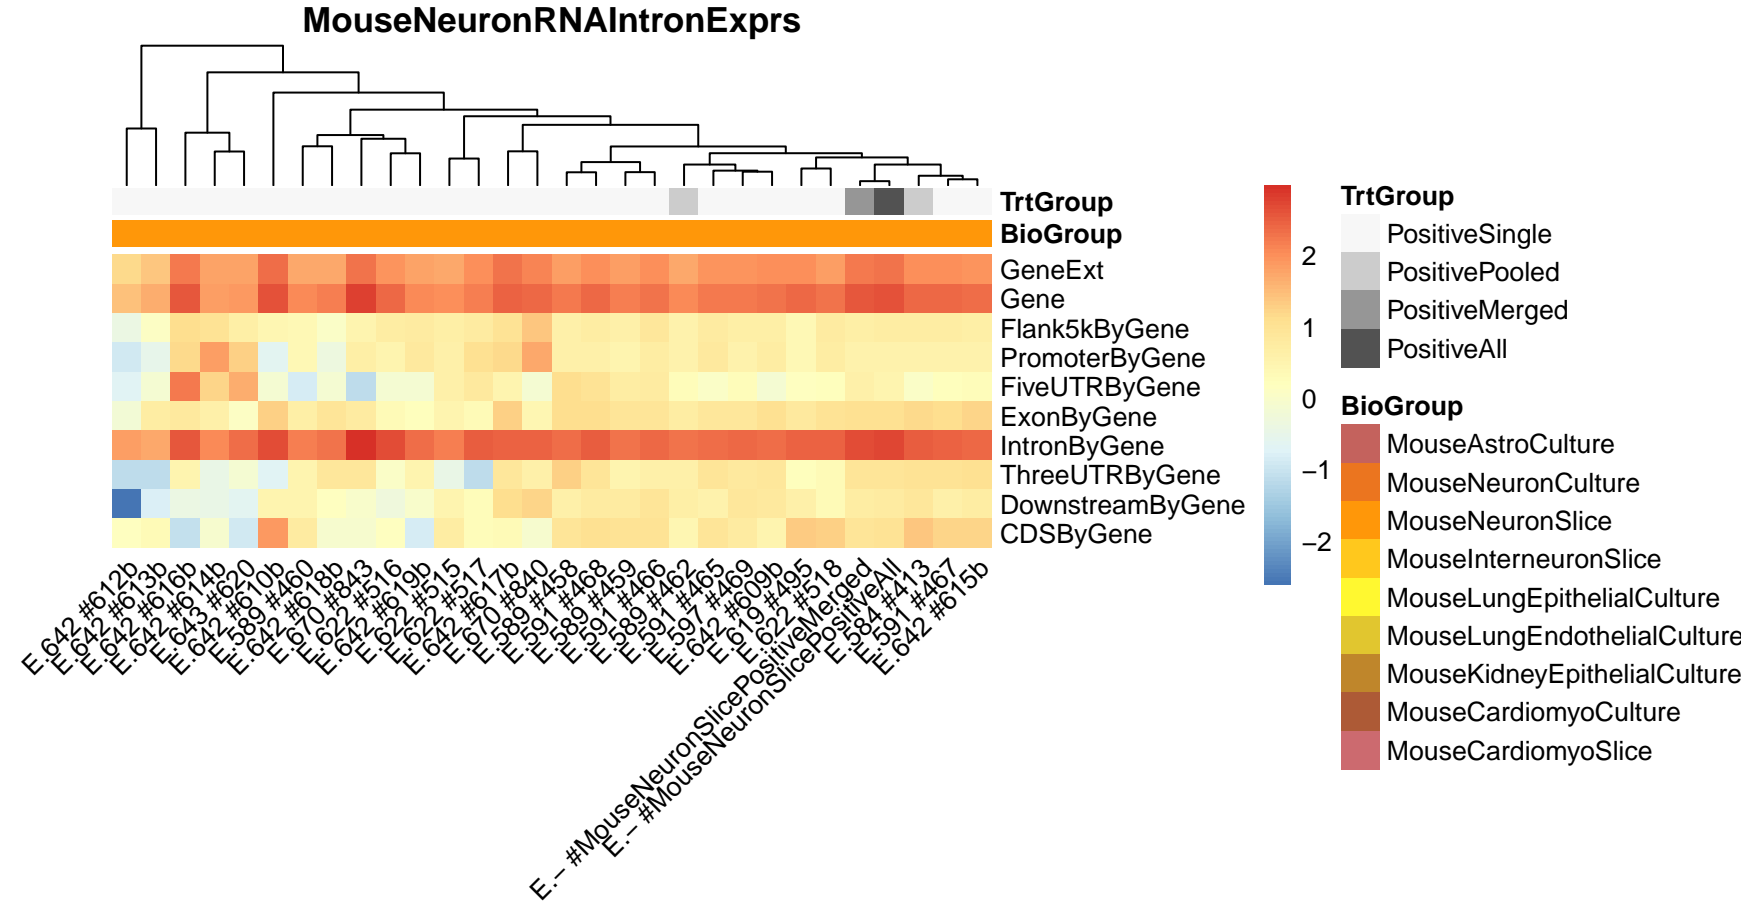 MouseNeuronRNAIntronExprs
TrtGroup
BioGroup
GeneExt
Gene
Flank5kByGene
PromoterByGene
FiveUTRByGene
ExonByGene
IntronByGene
ThreeUTRByGene
DownstreamByGene
CDSByGene
E.642 #612b
E.642 #613b
E.642 #616b
E.642 #614b
E.643 #620
E.642 #610b
E.589 #460
E.642 #618b
E.670 #843
E.622 #516
E.642 #619b
E.622 #515
E.622 #517
E.642 #617b
E.670 #840
E.589 #458
E.591 #468
E.589 #459
E.591 #466
E.589 #462
E.591 #465
E.597 #469
E.642 #609b
E.619 #495
E.622 #518
E.– #MouseNeuronSlicePositiveMerged
E.– #MouseNeuronSlicePositiveAll
E.584 #413
E.591 #467
E.642 #615b
2
1
0
–1
–2
TrtGroup
PositiveSingle
PositivePooled
PositiveMerged
PositiveAll
BioGroup
MouseAstroCulture
MouseNeuronCulture
MouseNeuronSlice
MouseInterneuronSlice
MouseLungEpithelialCulture
MouseLungEndothelialCulture
MouseKidneyEpithelialCulture
MouseCardiomyoCulture
MouseCardiomyoSlice